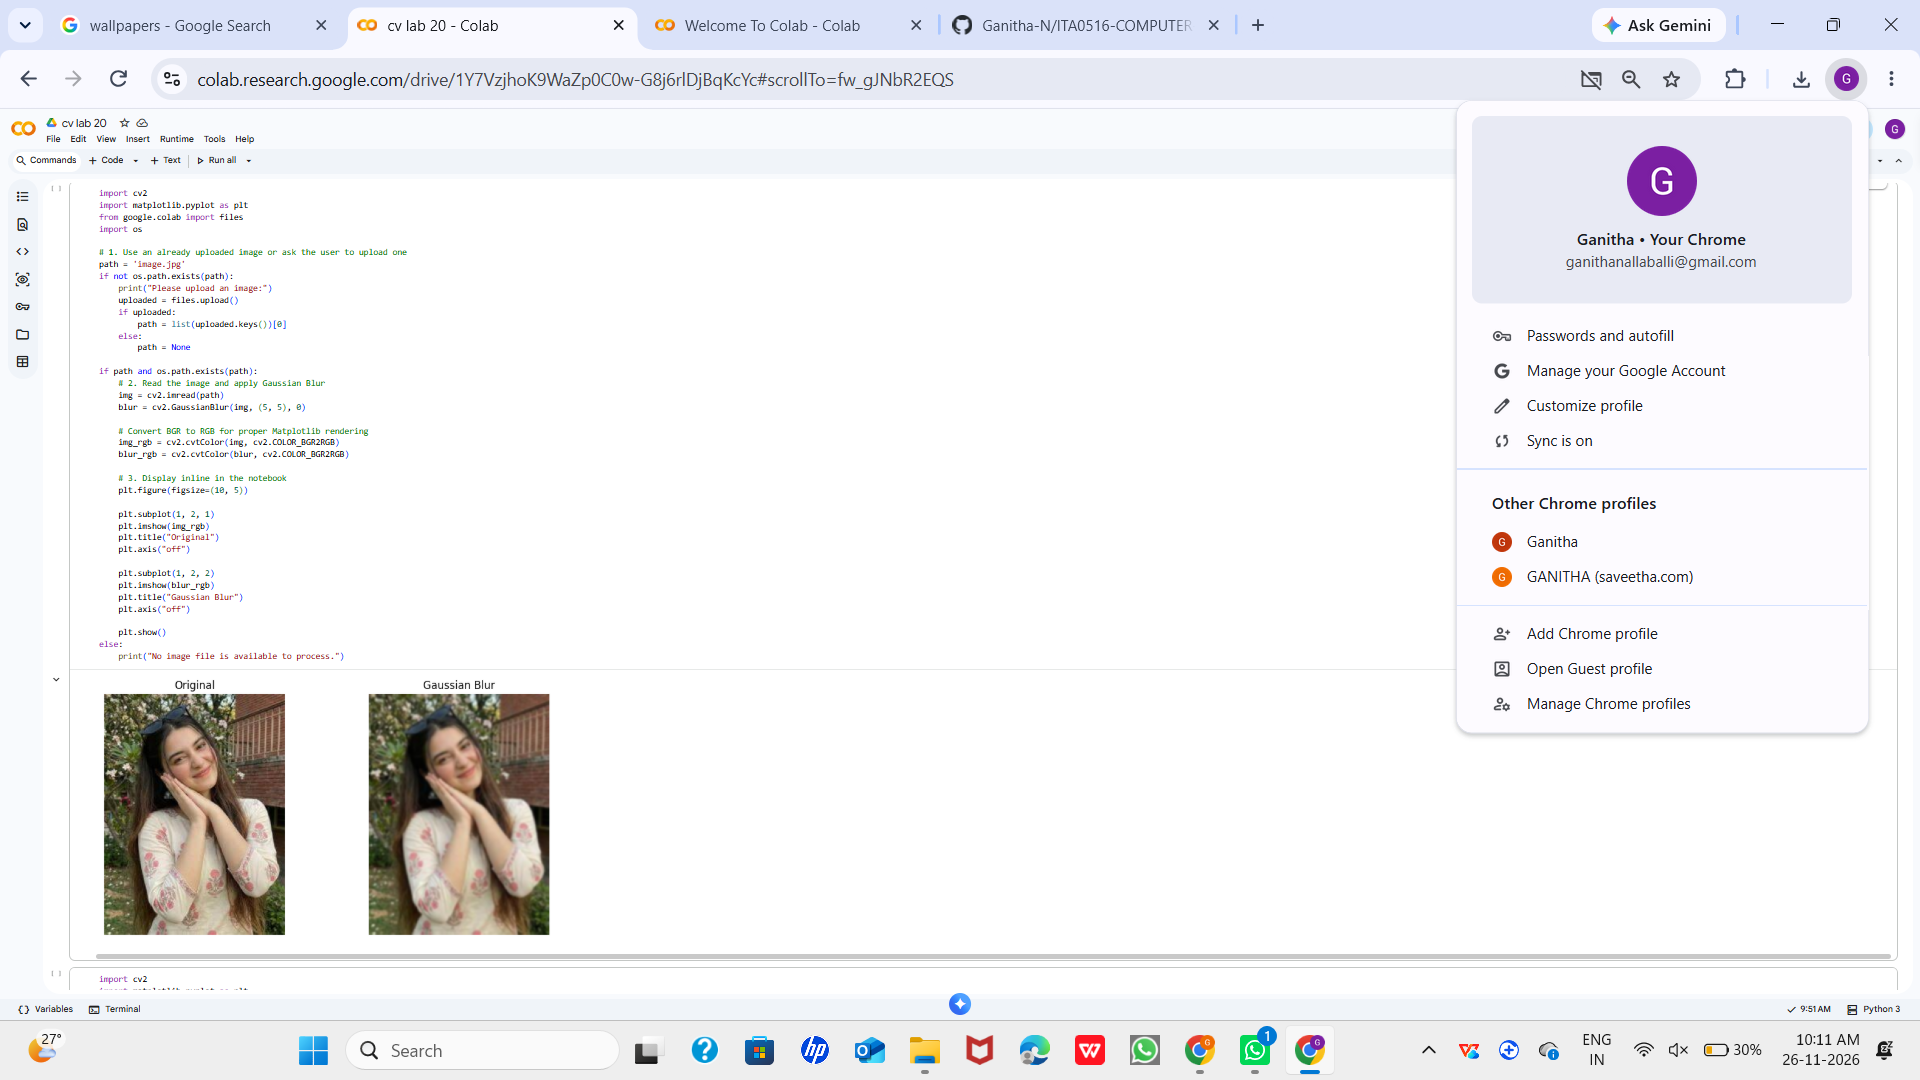 wallpapers - Google Search
cv lab 20 - Colab
Welcome To Colab - Colab
Ganitha-N/ITA0516-COMPUTER
Ask Gemini
colab.research.google.com/drive/1Y7VzjhoK9WaZp0C0w-G8j6rlDjBqKcYc#scrollTo=fw_gJNbR2EQS
G
cv lab 20
G
File Edit View Insert Runtime Tools Help
Commands + Code + Text Run all
import cv2
import matplotlib.pyplot as plt
from google.colab import files
import os
# 1. Use an already uploaded image or ask the user to upload one
path = 'image.jpg'
if not os.path.exists(path):
print("Please upload an image:")
uploaded = files.upload()
if uploaded:
path = list(uploaded.keys())[0]
else:
path = None
if path and os.path.exists(path):
# 2. Read the image and apply Gaussian Blur
img = cv2.imread(path)
blur = cv2.GaussianBlur(img, (5, 5), 0)
# Convert BGR to RGB for proper Matplotlib rendering
img_rgb = cv2.cvtColor(img, cv2.COLOR_BGR2RGB)
blur_rgb = cv2.cvtColor(blur, cv2.COLOR_BGR2RGB)
# 3. Display inline in the notebook
plt.figure(figsize=(10, 5))
plt.subplot(1, 2, 1)
plt.imshow(img_rgb)
plt.title("Original")
plt.axis("off")
plt.subplot(1, 2, 2)
plt.imshow(blur_rgb)
plt.title("Gaussian Blur")
plt.axis("off")
plt.show()
else:
print("No image file is available to process.")
Original
Gaussian Blur
import cv2
G
Ganitha • Your Chrome
ganithanallaballi@gmail.com
Passwords and autofill
Manage your Google Account
Customize profile
Sync is on
Other Chrome profiles
G Ganitha
G GANITHA (saveetha.com)
Add Chrome profile
Open Guest profile
Manage Chrome profiles
Variables Terminal
9:51 AM Python 3
27°
Search
1
ENG
IN
30%
10:11 AM
26-11-2026